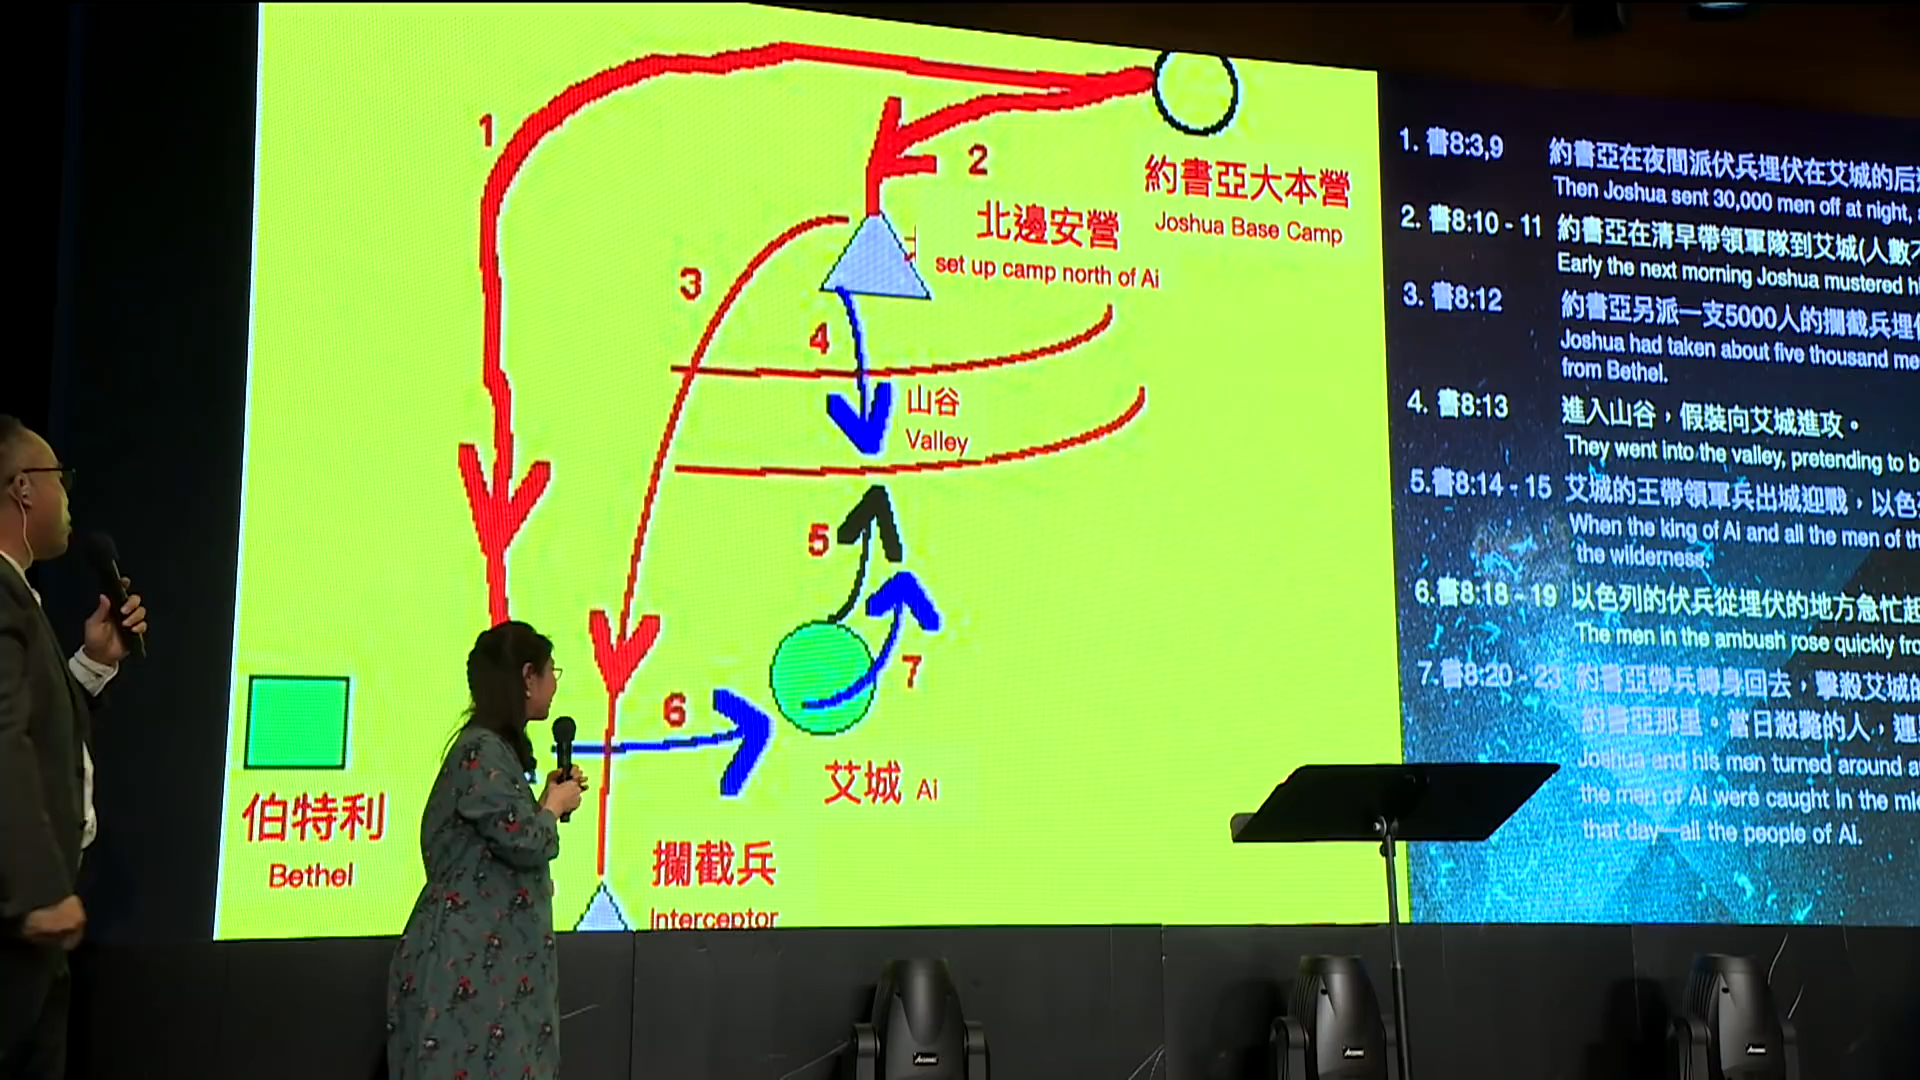 1
2
約書亞大本營
Joshua Base Camp
北邊安營
set up camp north of Ai
3
4
山谷
Valley
5
7
6
艾城 Ai
伯特利
Bethel
攔截兵
Interceptor
1. 書8:3,9 約書亞在夜間派伏兵埋伏在艾城的后
Then Joshua sent 30,000 men off at night,
2. 書8:10 - 11 約書亞在清早帶領軍隊到艾城(人數
Early the next morning Joshua mustered
3. 書8:12 約書亞另派一支5000人的攔截兵埋
Joshua had taken about five thousand
from Bethel.
4. 書8:13 進入山谷，假裝向艾城進攻。
They went into the valley, pretending to
5.書8:14 - 15 艾城的王帶領軍兵出城迎戰，以色
When the king of Ai and all the men of
the wilderness.
6.書8:18 - 19 以色列的伏兵從埋伏的地方急忙
The men in the ambush rose quickly
7.書8:20 - 23 約書亞帶兵轉身回去，擊殺艾城
約書亞那里。當日殺斃的人，連
Joshua and his men turned around
the men of Ai were caught in the
that day—all the people of Ai.